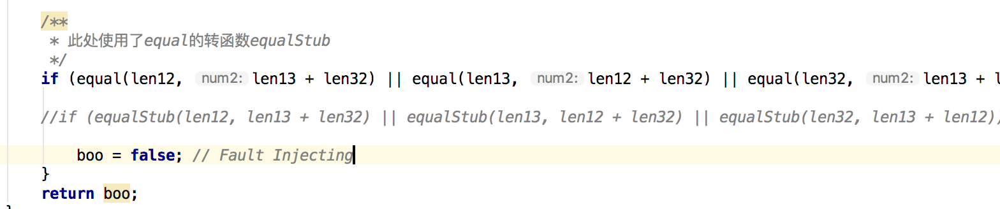 /**
* 此处使用了equal的转函数equalStub
*/
if (equal(len12, num2: len13 + len32) || equal(len13, num2: len12 + len32) || equal(len32, num2: len13 + l
//if (equalStub(len12, len13 + len32) || equalStub(len13, len12 + len32) || equalStub(len32, len13 + len12))
boo = false; // Fault Injecting
}
return boo;